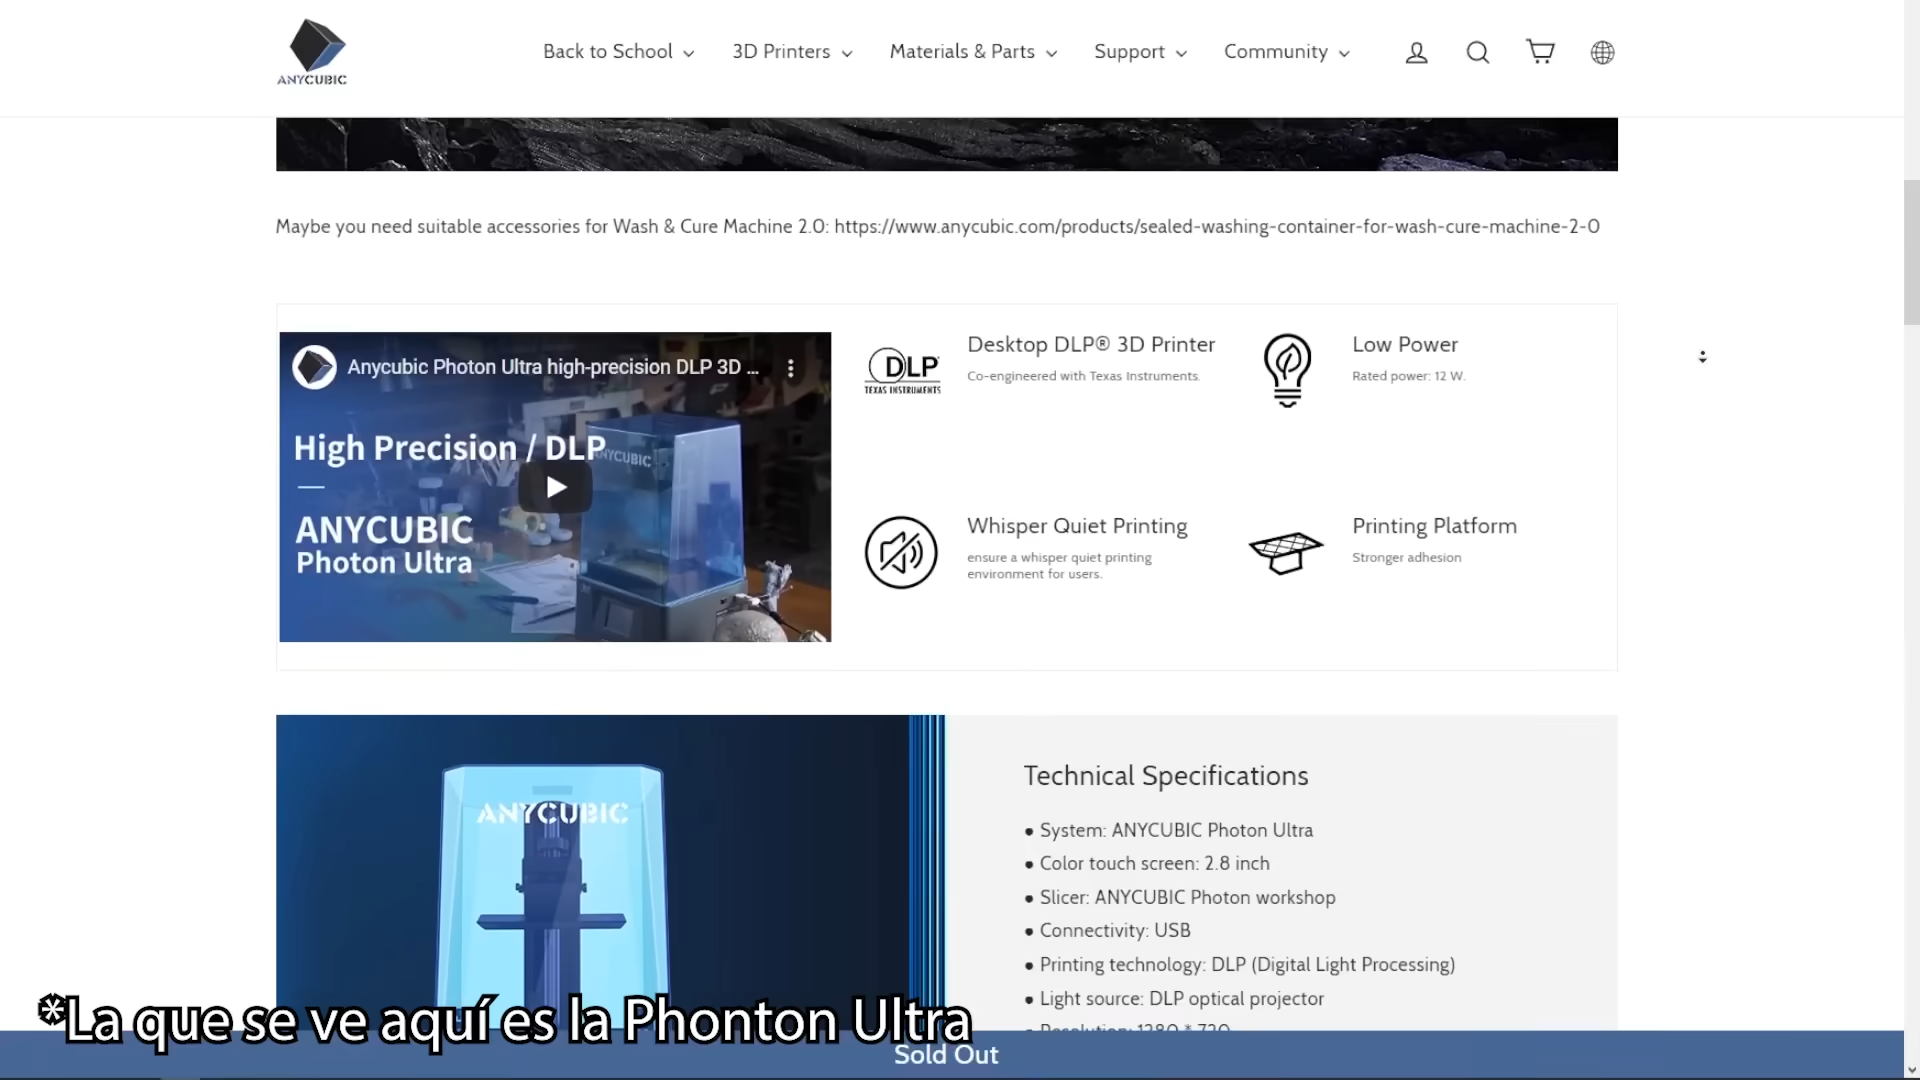 ANYCUBIC
Back to School
3D Printers
Materials & Parts
Support
Community
Maybe you need suitable accessories for Wash & Cure Machine 2.0: https://www.anycubic.com/products/sealed-washing-container-for-wash-cure-machine-2-0
Anycubic Photon Ultra high-precision DLP 3D ...
High Precision / DLP
ANYCUBIC
ANYCUBIC
Photon Ultra
DLP
TEXAS INSTRUMENTS
Desktop DLP® 3D Printer
Co-engineered with Texas Instruments.
Low Power
Rated power: 12 W.
Whisper Quiet Printing
ensure a whisper quiet printing
environment for users.
Printing Platform
Stronger adhesion
ANYCUBIC
Technical Specifications
● System: ANYCUBIC Photon Ultra
● Color touch screen: 2.8 inch
● Slicer: ANYCUBIC Photon workshop
● Connectivity: USB
● Printing technology: DLP (Digital Light Processing)
● Light source: DLP optical projector
● Resolution: 1280 * 720
*La que se ve aquí es la Phonton Ultra
Sold Out